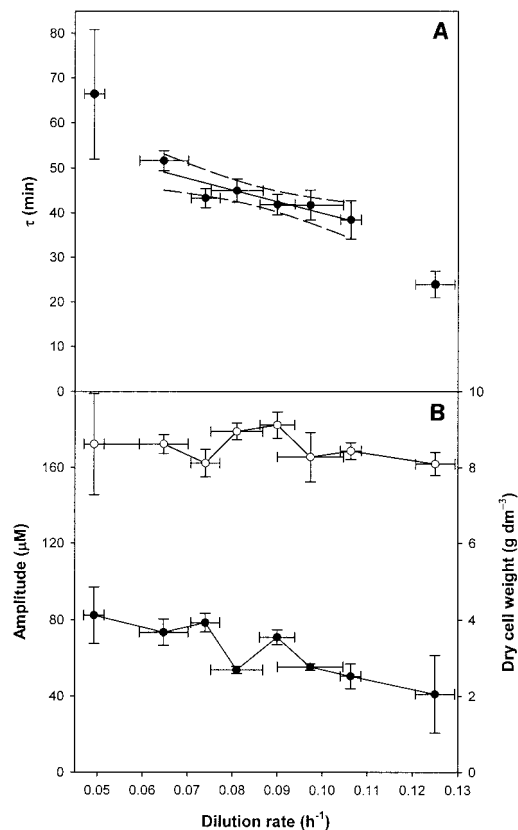 A
80
70
60
50
40
30
20
10
0
τ (min)
B
160
120
80
40
0
Amplitude (µM)
10
8
6
4
2
0
Dry cell weight (g dm⁻³)
0.05 0.06 0.07 0.08 0.09 0.10 0.11 0.12 0.13
Dilution rate (h⁻¹)